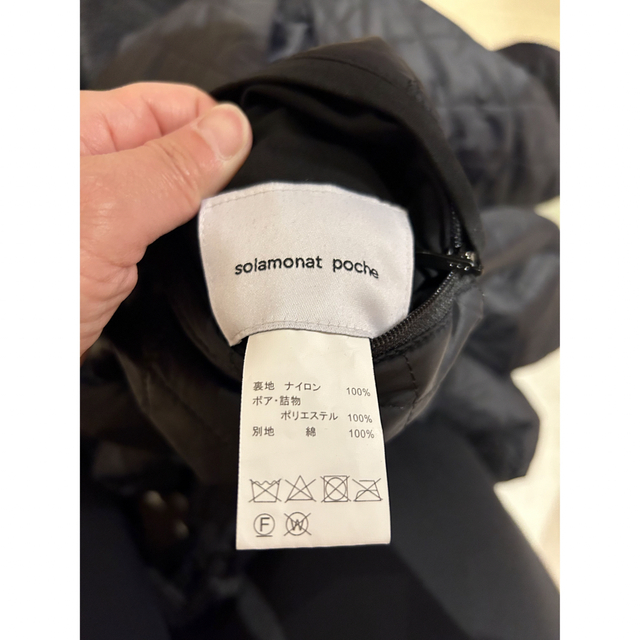 solamonat poche
裏地 ナイロン 100%
ボア・詰物
ポリエステル 100%
別地 綿 100%
F W